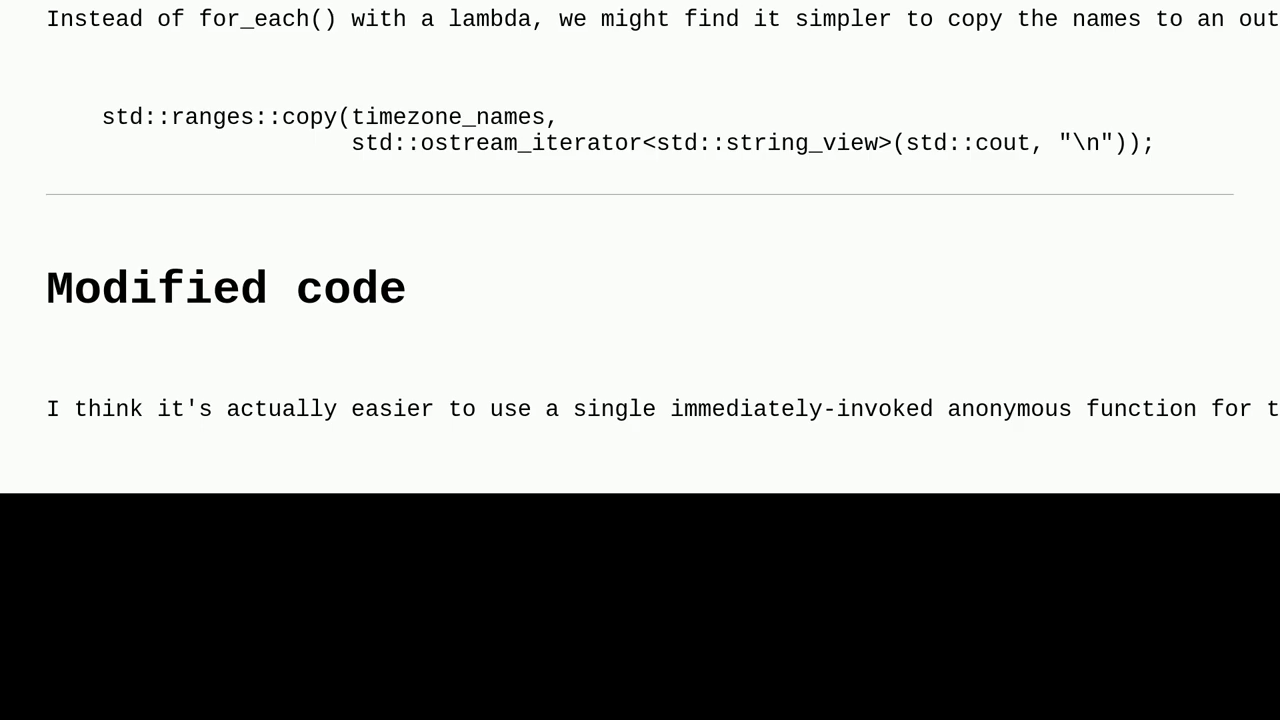 Instead of for_each() with a lambda, we might find it simpler to copy the names to an out
std::ranges::copy(timezone_names,
std::ostream_iterator<std::string_view>(std::cout, "\n"));
Modified code
I think it's actually easier to use a single immediately-invoked anonymous function for t